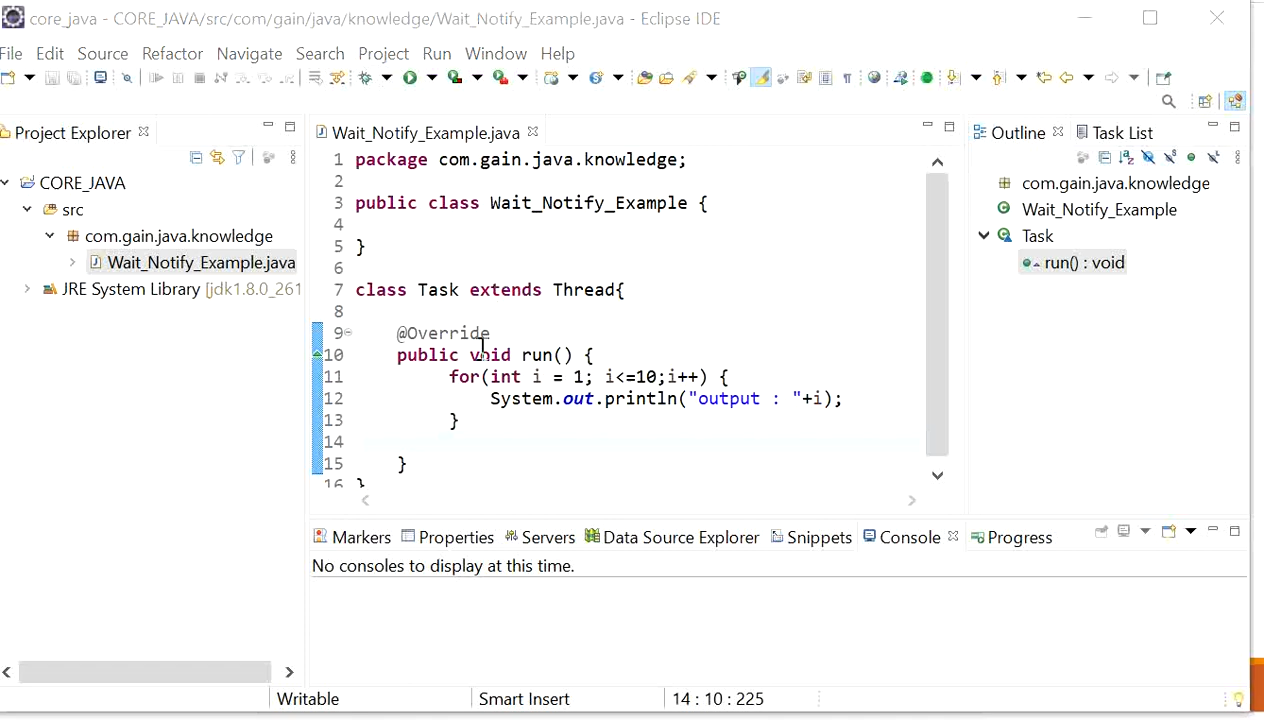 core_java - CORE_JAVA/src/com/gain/java/knowledge/Wait_Notify_Example.java - Eclipse IDE
File Edit Source Refactor Navigate Search Project Run Window Help
Project Explorer
CORE_JAVA
src
com.gain.java.knowledge
Wait_Notify_Example.java
JRE System Library [jdk1.8.0_261
Wait_Notify_Example.java
1 package com.gain.java.knowledge;
2
3 public class Wait_Notify_Example {
4
5 }
6
7 class Task extends Thread{
8
9 @Override
10 public void run() {
11 for(int i = 1; i<=10;i++) {
12 System.out.println("output : "+i);
13 }
14
15 }
16 }
Outline Task List
com.gain.java.knowledge
Wait_Notify_Example
Task
run() : void
Markers Properties Servers Data Source Explorer Snippets Console Progress
No consoles to display at this time.
Writable Smart Insert 14 : 10 : 225